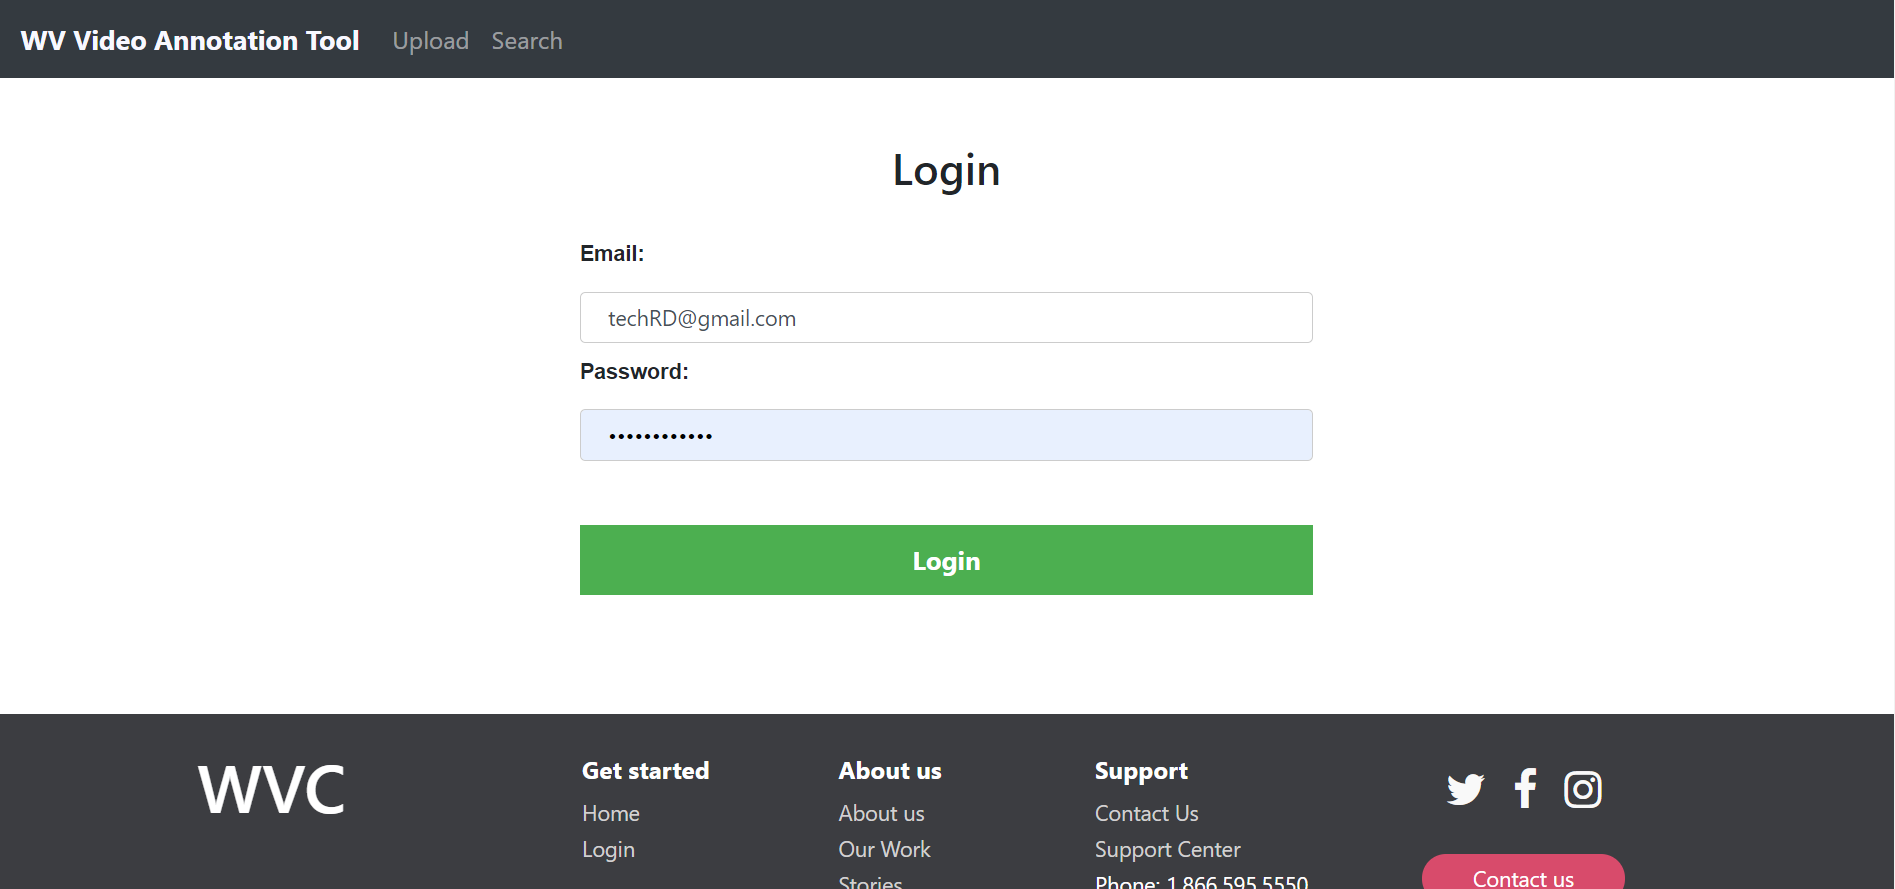 WV Video Annotation Tool Upload Search
Login
Email:
techRD@gmail.com
Password:
••••••••••••
Login
WVC
Get started
Home
Login
About us
About us
Our Work
Stories
Support
Contact Us
Support Center
Phone: 1.866.595.5550
Contact us